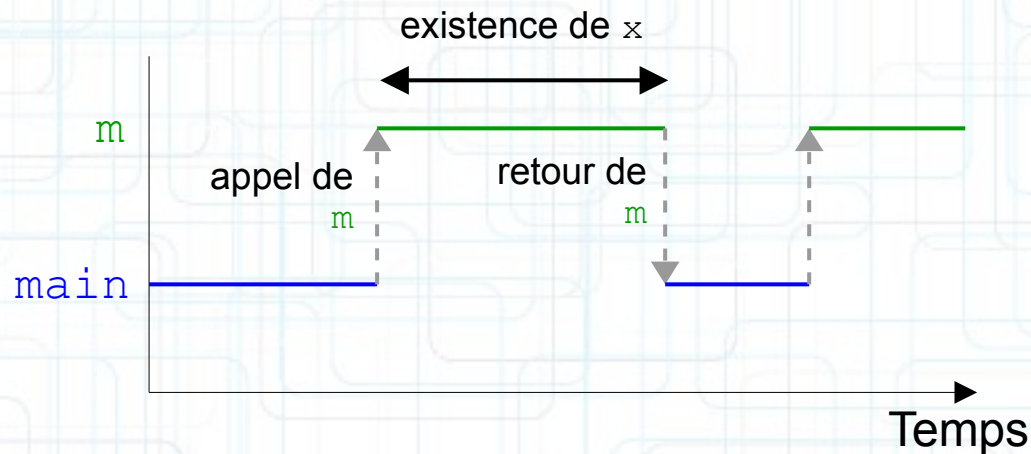 existence de x
m
appel de
m
retour de
m
main
Temps